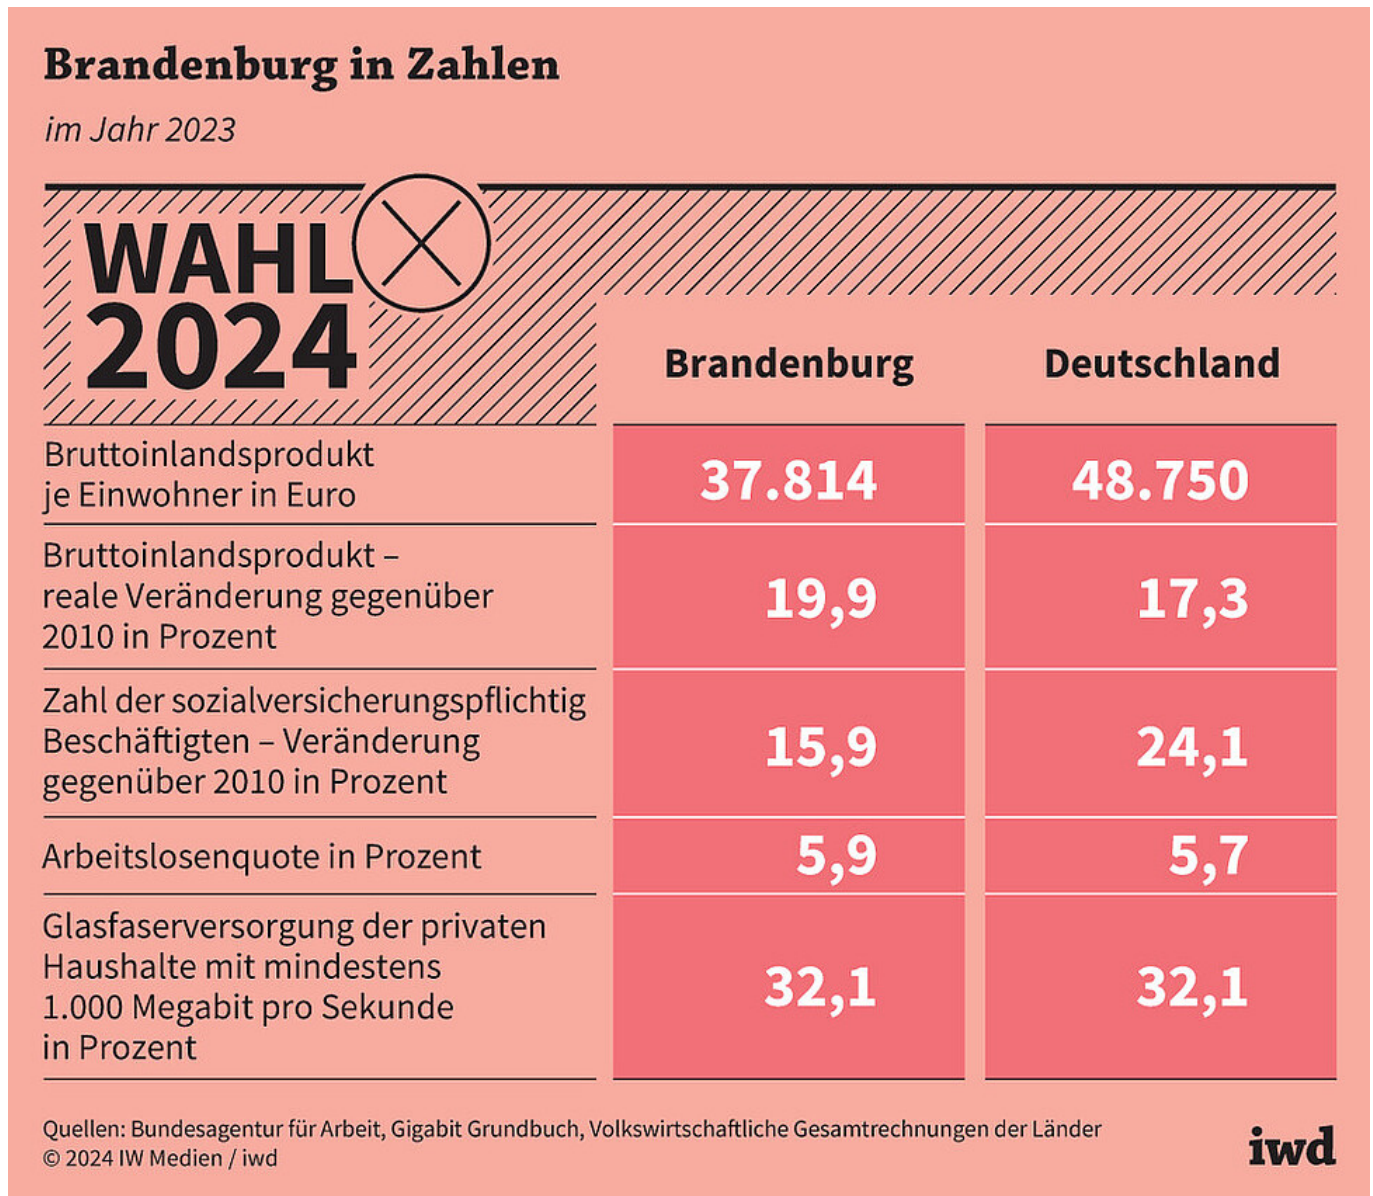 Brandenburg in Zahlen
im Jahr 2023
WAHL
2024
Brandenburg Deutschland
Bruttoinlandsprodukt
je Einwohner in Euro
37.814 48.750
Bruttoinlandsprodukt –
reale Veränderung gegenüber
2010 in Prozent
19,9 17,3
Zahl der sozialversicherungspflichtig
Beschäftigten – Veränderung
gegenüber 2010 in Prozent
15,9 24,1
Arbeitslosenquote in Prozent 5,9 5,7
Glasfaserversorgung der privaten
Haushalte mit mindestens
1.000 Megabit pro Sekunde
in Prozent
32,1 32,1
Quellen: Bundesagentur für Arbeit, Gigabit Grundbuch, Volkswirtschaftliche Gesamtrechnungen der Länder
© 2024 IW Medien / iwd
iwd